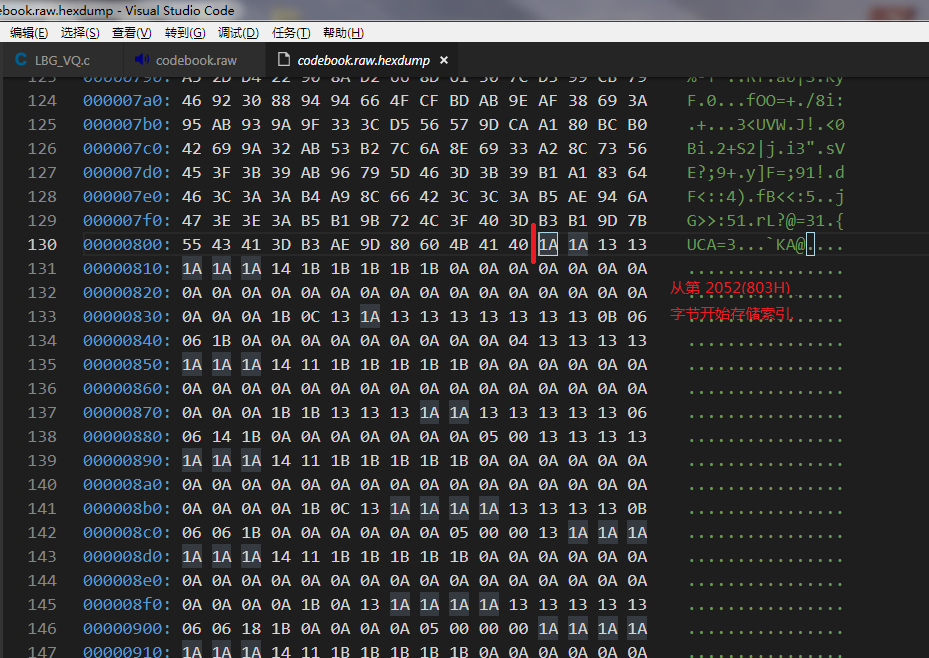 ebook.raw.hexdump - Visual Studio Code
编辑(E) 选择(S) 查看(V) 转到(G) 调试(D) 任务(T) 帮助(H)
C LBG_VQ.c codebook.raw codebook.raw.hexdump ×
124 000007a0: 46 92 30 88 94 94 66 4F CF BD AB 9E AF 38 69 3A F.0...fOO=+./8i:
125 000007b0: 95 AB 93 9A 9F 33 3C D5 56 57 9D CA A1 80 BC B0 .+...3<UVW.J!.<0
126 000007c0: 42 69 9A 32 AB 53 B2 7C 6A 8E 69 33 A2 8C 73 56 Bi.2+S2|j.i3".sV
127 000007d0: 45 3F 3B 39 AB 96 79 5D 46 3D 3B 39 B1 A1 83 64 E?;9+.y]F=;91!.d
128 000007e0: 46 3C 3A 3A B4 A9 8C 66 42 3C 3C 3A B5 AE 94 6A F<::4).fB<<:5..j
129 000007f0: 47 3E 3E 3A B5 B1 9B 72 4C 3F 40 3D B3 B1 9D 7B G>>:51.rL?@=31.{
130 00000800: 55 43 41 3D B3 AE 9D 80 60 4B 41 40 1A 1A 13 13 UCA=3...`KA@....
131 00000810: 1A 1A 1A 14 1B 1B 1B 1B 1B 0A 0A 0A 0A 0A 0A 0A ................
132 00000820: 0A 0A 0A 0A 0A 0A 0A 0A 0A 0A 0A 0A 0A 0A 0A 0A ................
从第 2052(803H)
133 00000830: 0A 0A 0A 1B 0C 13 1A 13 13 13 13 13 13 13 0B 06 ................
字节开始存储索引
134 00000840: 06 1B 0A 0A 0A 0A 0A 0A 0A 0A 0A 04 13 13 13 13 ................
135 00000850: 1A 1A 1A 14 11 1B 1B 1B 1B 1B 0A 0A 0A 0A 0A 0A ................
136 00000860: 0A 0A 0A 0A 0A 0A 0A 0A 0A 0A 0A 0A 0A 0A 0A 0A ................
137 00000870: 0A 0A 0A 1B 1B 13 13 13 1A 1A 13 13 13 13 13 06 ................
138 00000880: 06 14 1B 0A 0A 0A 0A 0A 0A 0A 05 00 13 13 13 13 ................
139 00000890: 1A 1A 1A 14 11 1B 1B 1B 1B 1B 0A 0A 0A 0A 0A 0A ................
140 000008a0: 0A 0A 0A 0A 0A 0A 0A 0A 0A 0A 0A 0A 0A 0A 0A 0A ................
141 000008b0: 0A 0A 0A 0A 1B 0C 13 1A 1A 1A 1A 13 13 13 13 0B ................
142 000008c0: 06 06 1B 0A 0A 0A 0A 0A 0A 05 00 00 13 1A 1A 1A ................
143 000008d0: 1A 1A 1A 14 11 1B 1B 1B 1B 1B 0A 0A 0A 0A 0A 0A ................
144 000008e0: 0A 0A 0A 0A 0A 0A 0A 0A 0A 0A 0A 0A 0A 0A 0A 0A ................
145 000008f0: 0A 0A 0A 0A 1B 0A 13 1A 1A 1A 1A 13 13 13 13 13 ................
146 00000900: 06 06 18 1B 0A 0A 0A 0A 05 00 00 00 1A 1A 1A 1A ................
147 00000910: 1A 1A 1A 14 11 1B 1B 1B 1B 1B 0A 0A 0A 0A 0A 0A ................